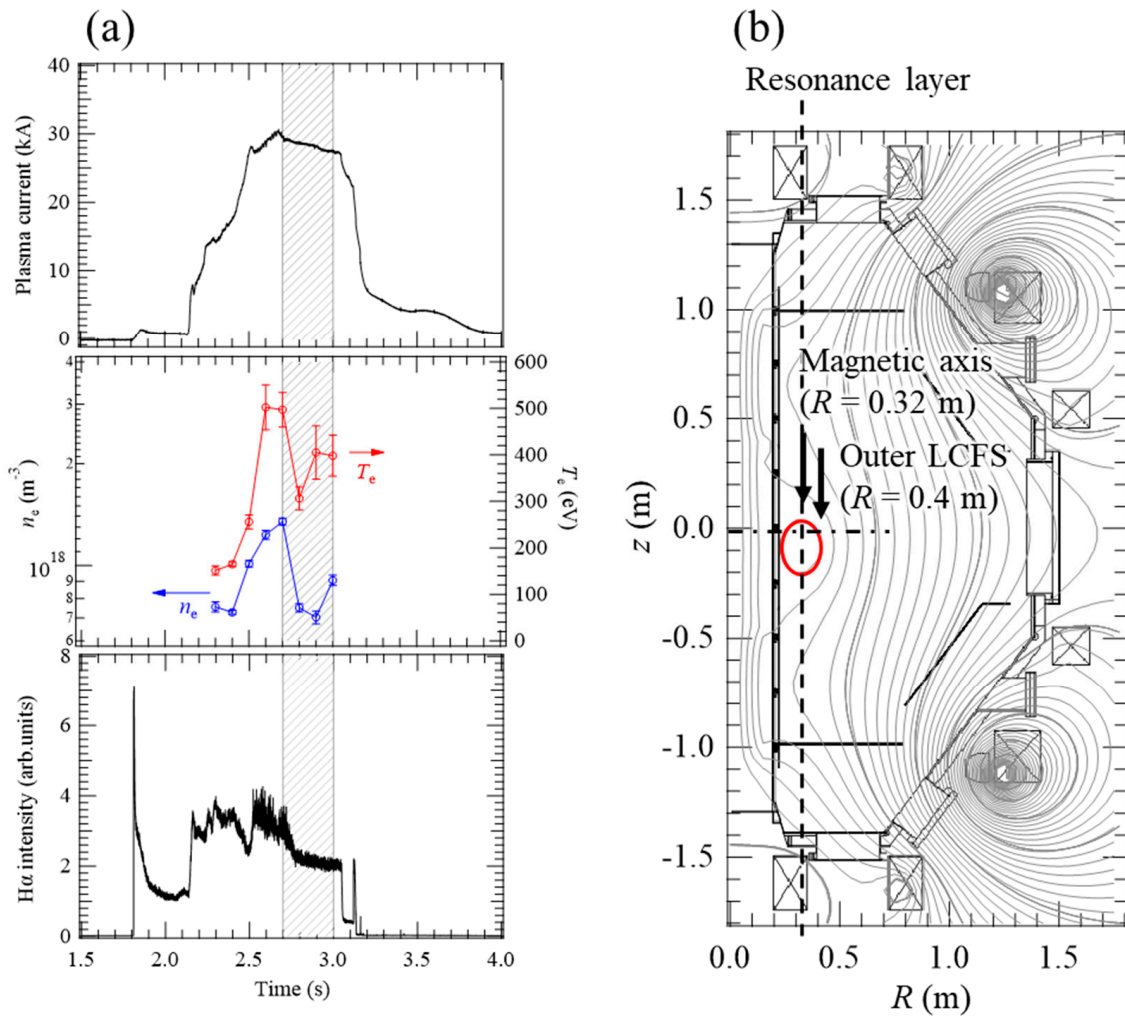 (a)
(b)
40
30
20
10
0
Plasma current (kA)
4
3
2
10^18
9
8
7
6
n_e (m^-3)
T_e
n_e
600
500
400
300
200
100
0
T_e (eV)
8
6
4
2
0
Hα intensity (arb.units)
1.5 2.0 2.5 3.0 3.5 4.0
Time (s)
Resonance layer
1.5
1.0
0.5
0.0
-0.5
-1.0
-1.5
z (m)
Magnetic axis
(R = 0.32 m)
Outer LCFS
(R = 0.4 m)
0.0 0.5 1.0 1.5
R (m)